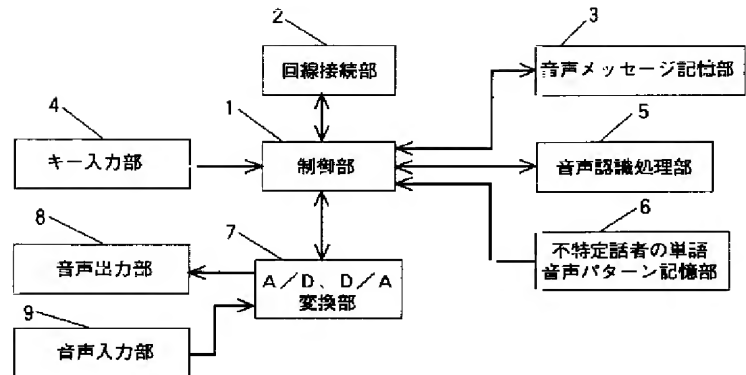 2
回線接続部
3
音声メッセージ記憶部
4
キー入力部
1
制御部
5
音声認識処理部
6
不特定話者の単語
音声パターン記憶部
7
A/D、D/A
変換部
8
音声出力部
9
音声入力部